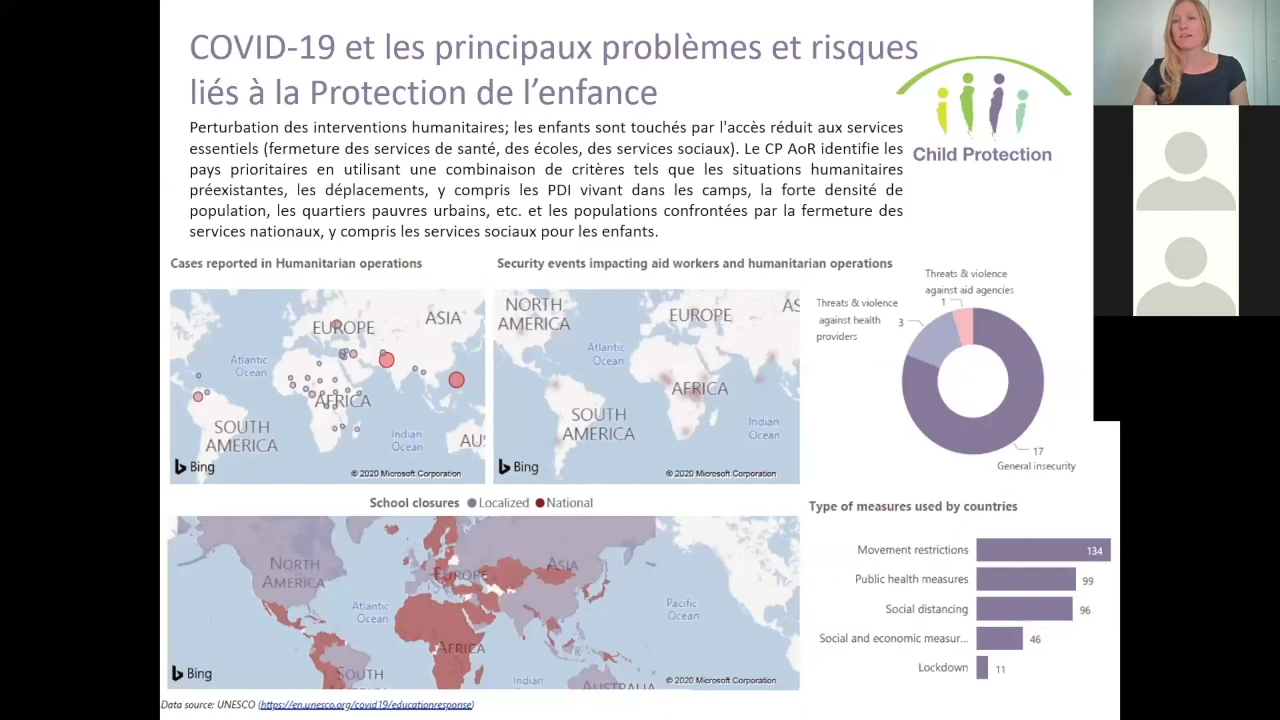 COVID-19 et les principaux problèmes et risques
liés à la Protection de l’enfance
Child Protection
Perturbation des interventions humanitaires; les enfants sont touchés par l'accès réduit aux services
essentiels (fermeture des services de santé, des écoles, des services sociaux). Le CP AoR identifie les
pays prioritaires en utilisant une combinaison de critères tels que les situations humanitaires
préexistantes, les déplacements, y compris les PDI vivant dans les camps, la forte densité de
population, les quartiers pauvres urbains, etc. et les populations confrontées par la fermeture des
services nationaux, y compris les services sociaux pour les enfants.
Cases reported in Humanitarian operations
EUROPE
ASIA
Atlantic
Ocean
AFRICA
SOUTH
AMERICA
Indian
Ocean
AUS
Bing
© 2020 Microsoft Corporation
Security events impacting aid workers and humanitarian operations
NORTH
AMERICA
EUROPE
AS
Atlantic
Ocean
AFRICA
SOUTH
AMERICA
Indian
Ocean
Bing
© 2020 Microsoft Corporation
Threats & violence
against aid agencies
1
Threats & violence
against health
providers
3
17
General insecurity
School closures Localized National
NORTH
AMERICA
EUROPE
ASIA
Atlantic
Ocean
Pacific
Ocean
AFRICA
SOUTH
Indian
AUSTRALIA
Bing
© 2020 Microsoft Corporation
Type of measures used by countries
Movement restrictions 134
Public health measures 99
Social distancing 96
Social and economic measur... 46
Lockdown 11
Data source: UNESCO (https://en.unesco.org/covid19/educationresponse)